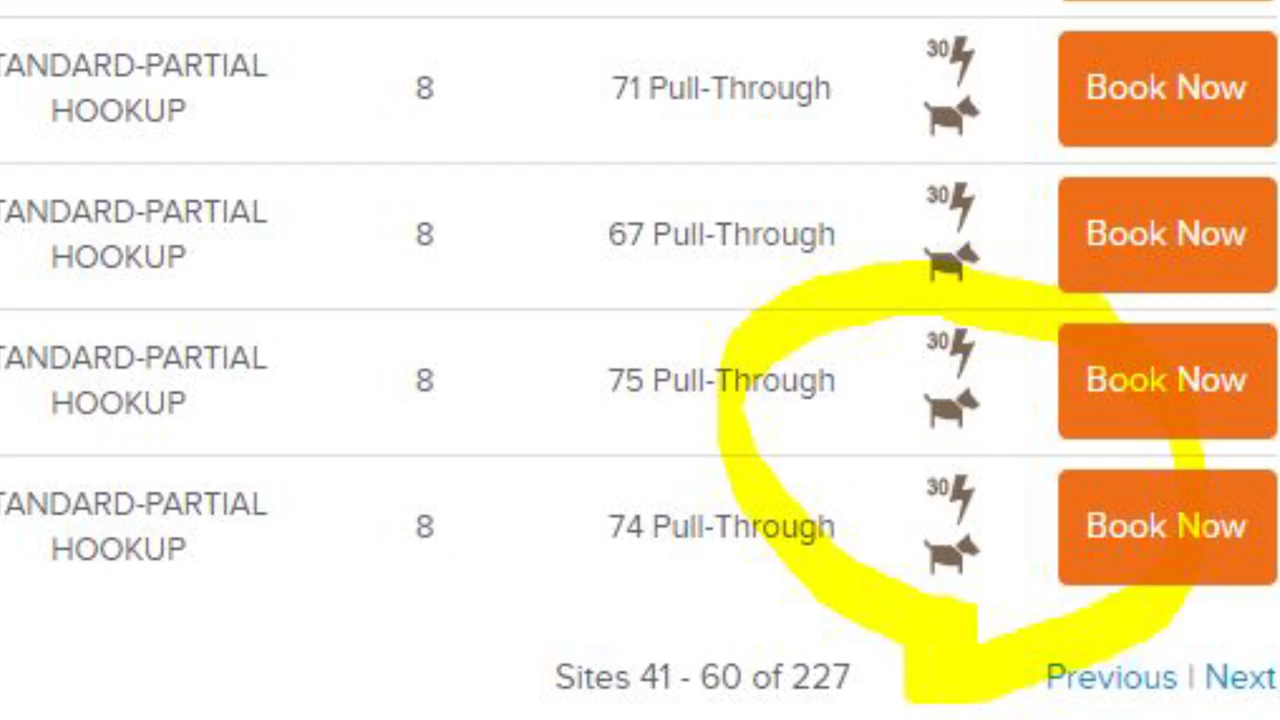 TANDARD-PARTIAL
HOOKUP
8
71 Pull-Through
30
Book Now
TANDARD-PARTIAL
HOOKUP
8
67 Pull-Through
30
Book Now
TANDARD-PARTIAL
HOOKUP
8
75 Pull-Through
30
Book Now
TANDARD-PARTIAL
HOOKUP
8
74 Pull-Through
30
Book Now
Sites 41 - 60 of 227
Previous | Next